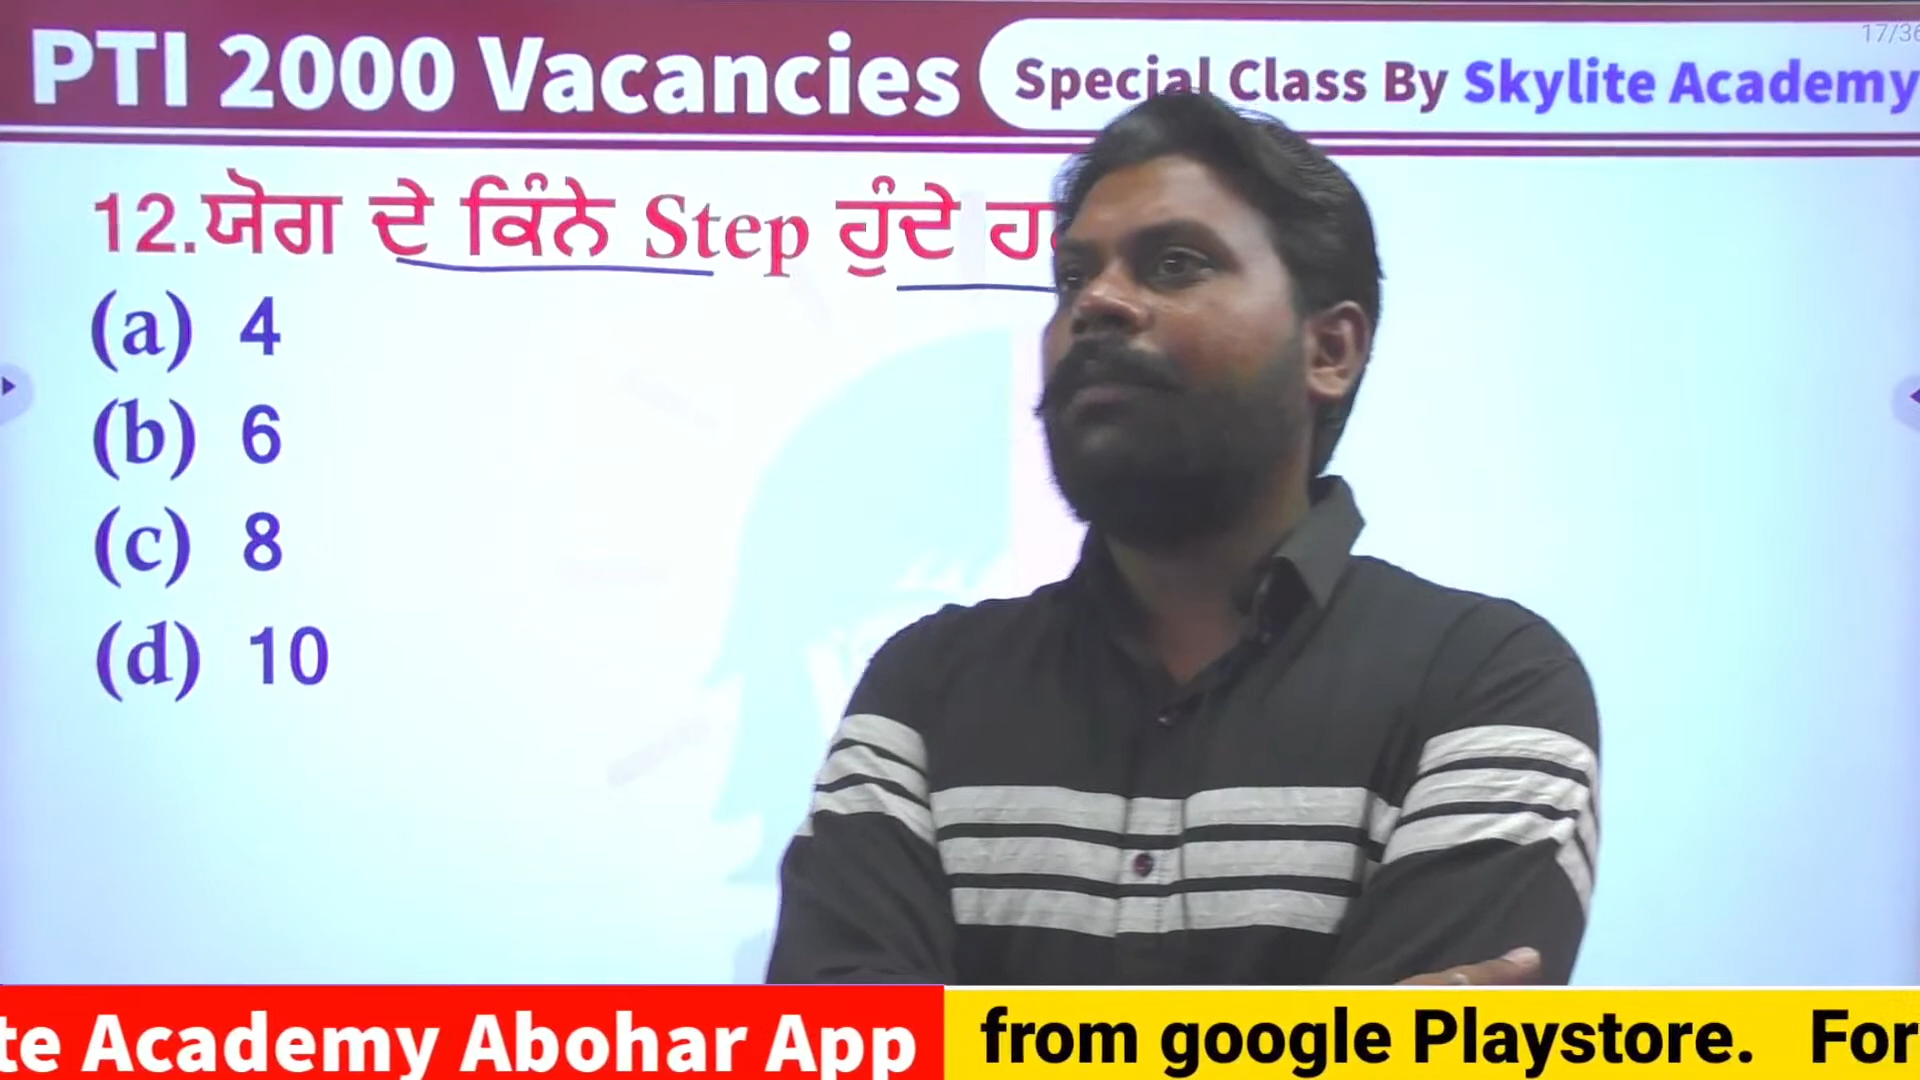 17/36
PTI 2000 Vacancies
Special Class By Skylite Academy
12.ਯੋਗ ਦੇ ਕਿੰਨੇ Step ਹੁੰਦੇ
(a) 4
(b) 6
(c) 8
(d) 10
te Academy Abohar App from google Playstore. For